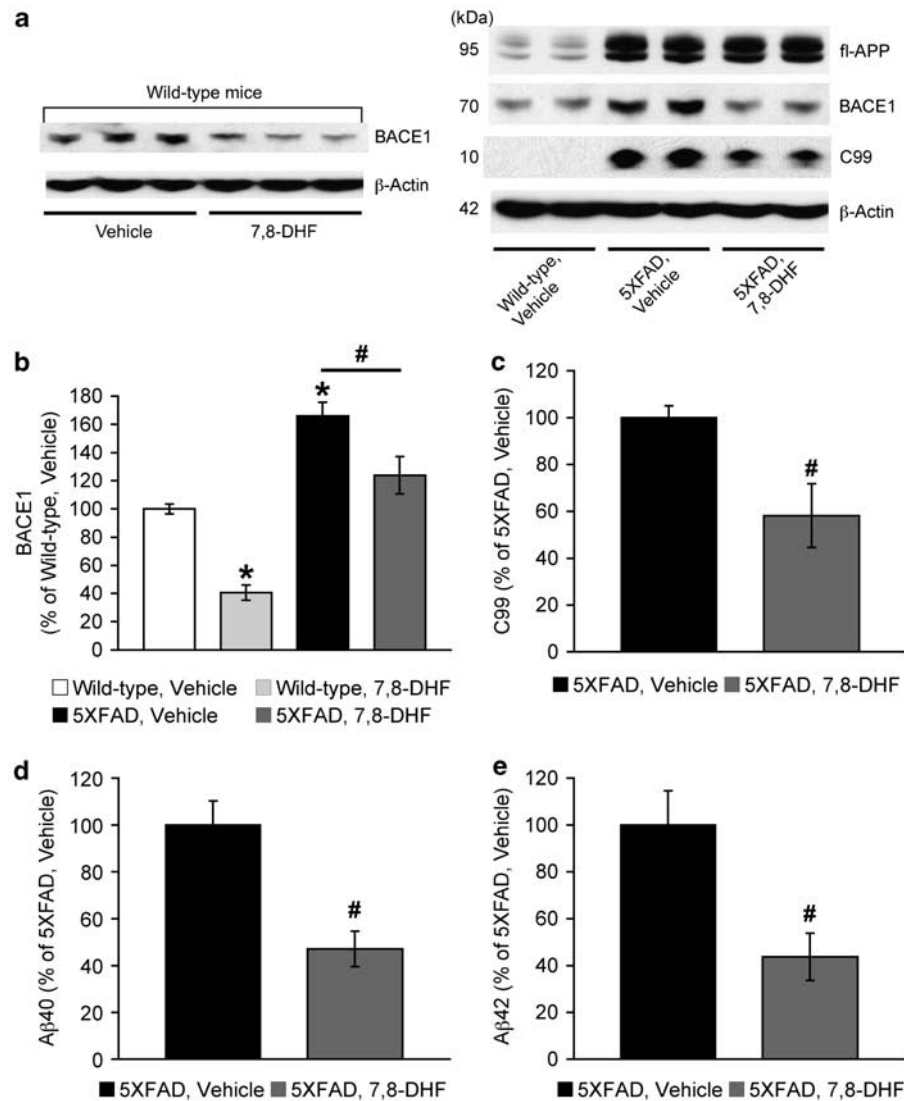 a
Wild-type mice
BACE1
β-Actin
Vehicle
7,8-DHF
(kDa)
95
fl-APP
70
BACE1
10
C99
42
β-Actin
Wild-type,
Vehicle
5XFAD,
Vehicle
5XFAD,
7,8-DHF
b
BACE1
(% of Wild-type, Vehicle)
180
160
140
120
100
80
60
40
20
0
*
*
#
Wild-type, Vehicle
Wild-type, 7,8-DHF
5XFAD, Vehicle
5XFAD, 7,8-DHF
c
C99 (% of 5XFAD, Vehicle)
120
100
80
60
40
20
0
#
5XFAD, Vehicle
5XFAD, 7,8-DHF
d
Aβ40 (% of 5XFAD, Vehicle)
120
100
80
60
40
20
0
#
5XFAD, Vehicle
5XFAD, 7,8-DHF
e
Aβ42 (% of 5XFAD, Vehicle)
120
100
80
60
40
20
0
#
5XFAD, Vehicle
5XFAD, 7,8-DHF